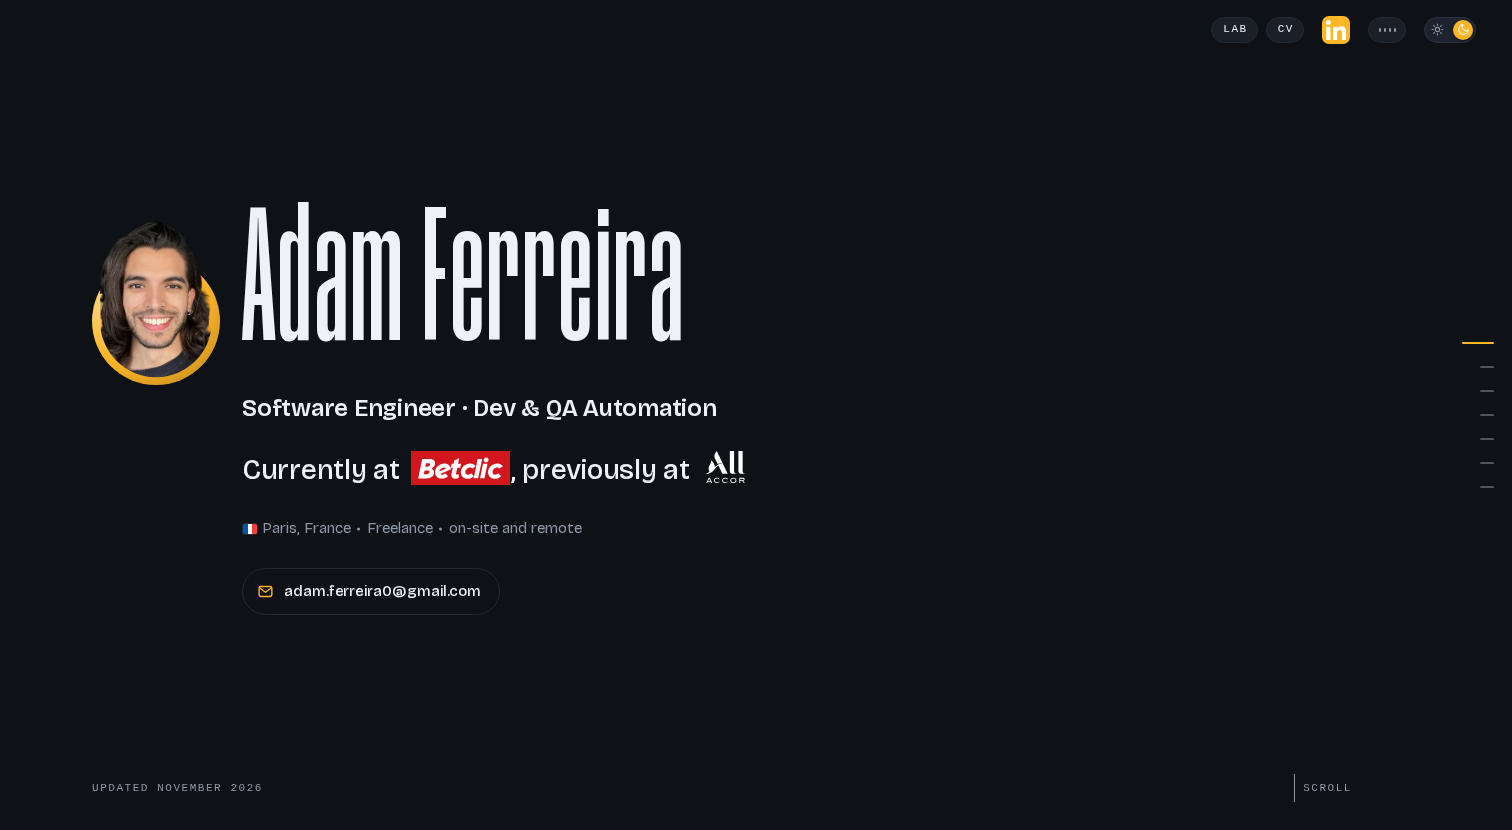 LAB CV in
Adam Ferreira
Software Engineer · Dev & QA Automation
Currently at Betclic, previously at All ACCOR
Paris, France • Freelance • on-site and remote
adam.ferreira0@gmail.com
UPDATED NOVEMBER 2026
SCROLL